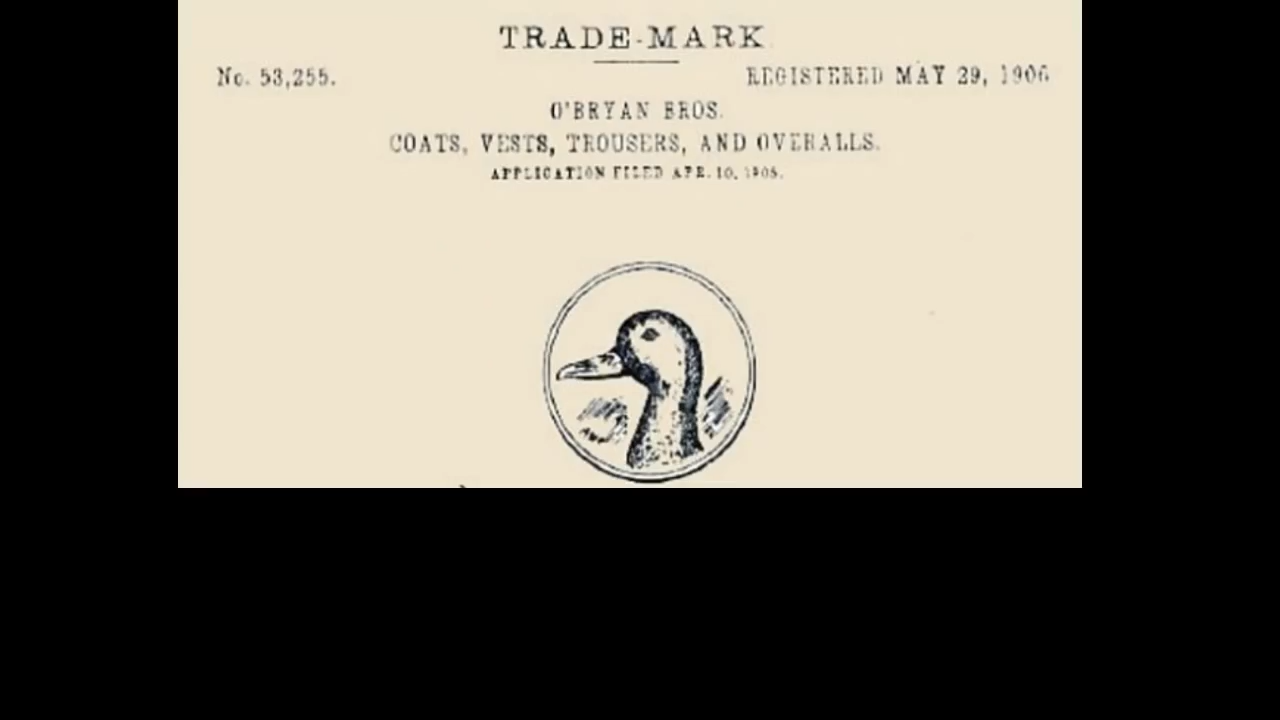 TRADE-MARK.
No. 53,255.
REGISTERED MAY 29, 1906
O'BRYAN BROS.
COATS, VESTS, TROUSERS, AND OVERALLS.
APPLICATION FILED APR. 10, 1905.